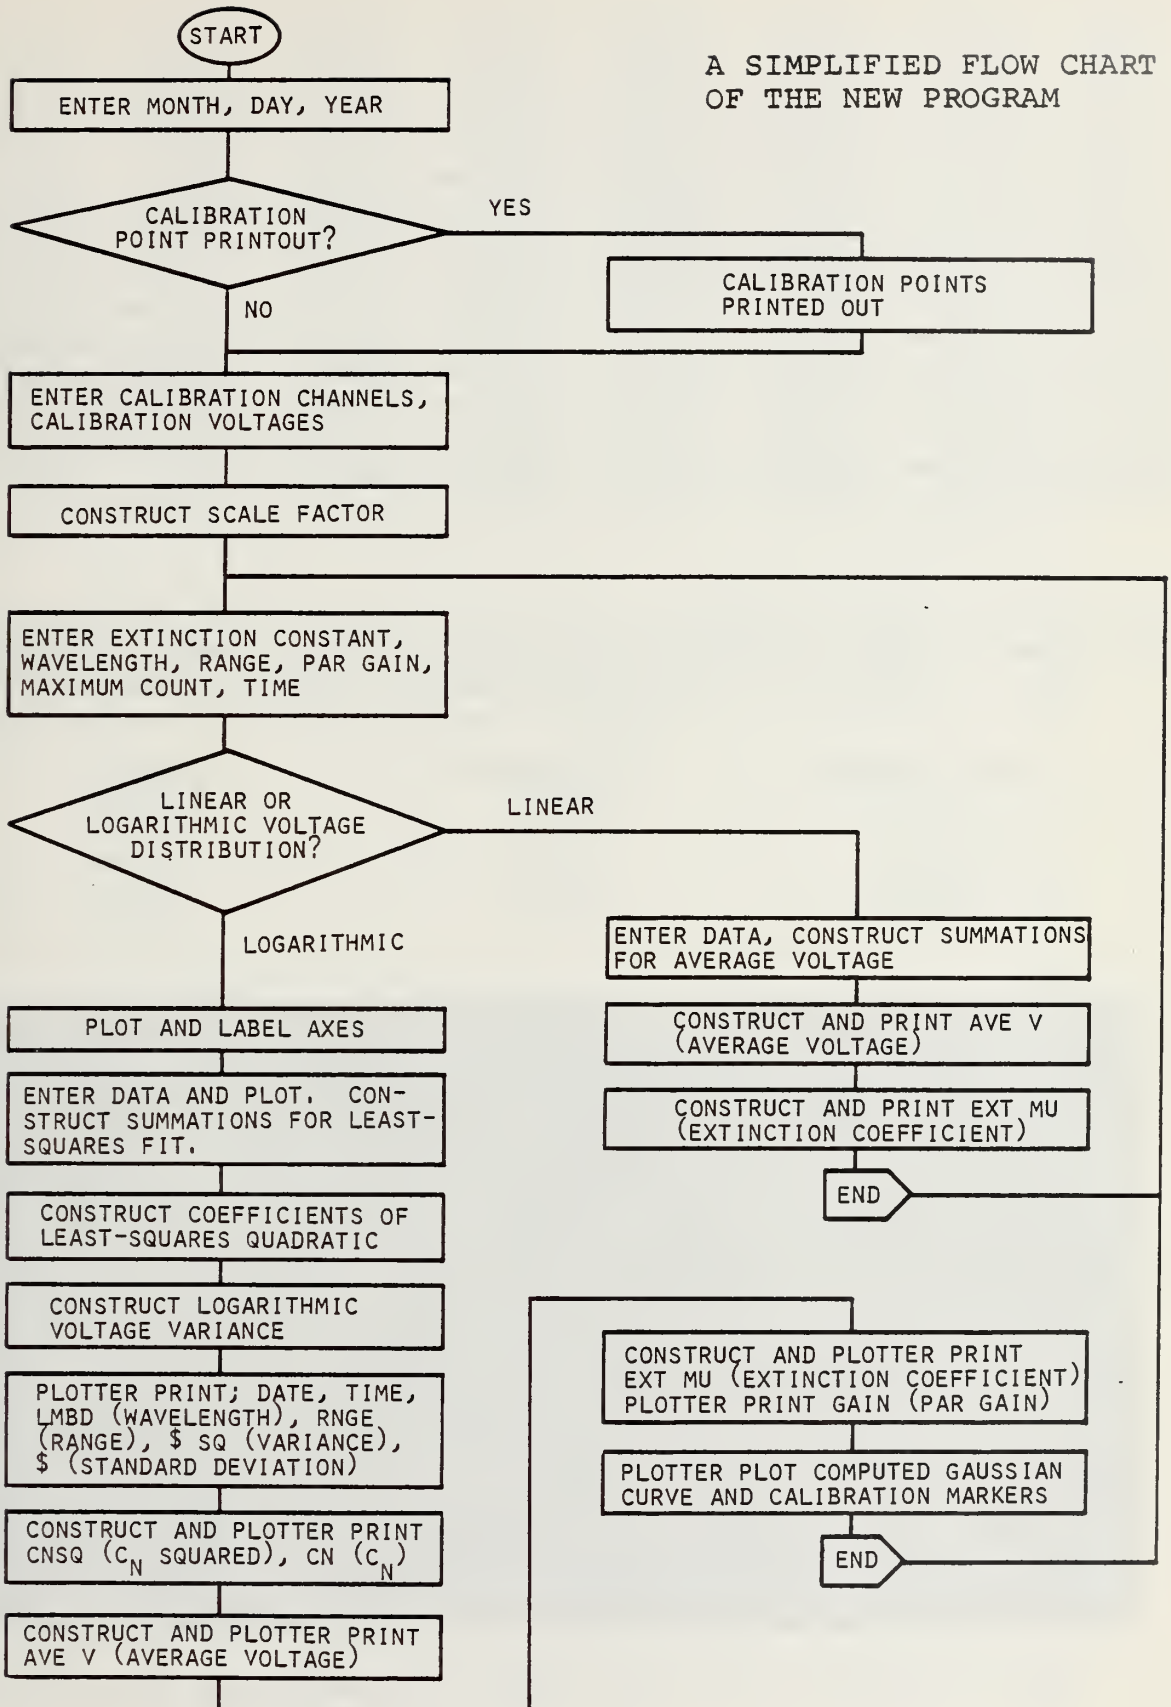 START
A SIMPLIFIED FLOW CHART
OF THE NEW PROGRAM
ENTER MONTH, DAY, YEAR
CALIBRATION
POINT PRINTOUT?
YES
NO
CALIBRATION POINTS
PRINTED OUT
ENTER CALIBRATION CHANNELS,
CALIBRATION VOLTAGES
CONSTRUCT SCALE FACTOR
ENTER EXTINCTION CONSTANT,
WAVELENGTH, RANGE, PAR GAIN,
MAXIMUM COUNT, TIME
LINEAR OR
LOGARITHMIC VOLTAGE
DISTRIBUTION?
LINEAR
LOGARITHMIC
ENTER DATA, CONSTRUCT SUMMATIONS
FOR AVERAGE VOLTAGE
CONSTRUCT AND PRINT AVE V
(AVERAGE VOLTAGE)
CONSTRUCT AND PRINT EXT MU
(EXTINCTION COEFFICIENT)
END
PLOT AND LABEL AXES
ENTER DATA AND PLOT. CON-
STRUCT SUMMATIONS FOR LEAST-
SQUARES FIT.
CONSTRUCT COEFFICIENTS OF
LEAST-SQUARES QUADRATIC
CONSTRUCT LOGARITHMIC
VOLTAGE VARIANCE
PLOTTER PRINT; DATE, TIME,
LMBD (WAVELENGTH), RNGE
(RANGE), $ SQ (VARIANCE),
$ (STANDARD DEVIATION)
CONSTRUCT AND PLOTTER PRINT
CNSQ (C_N SQUARED), CN (C_N)
CONSTRUCT AND PLOTTER PRINT
AVE V (AVERAGE VOLTAGE)
CONSTRUCT AND PLOTTER PRINT
EXT MU (EXTINCTION COEFFICIENT)
PLOTTER PRINT GAIN (PAR GAIN)
PLOTTER PLOT COMPUTED GAUSSIAN
CURVE AND CALIBRATION MARKERS
END